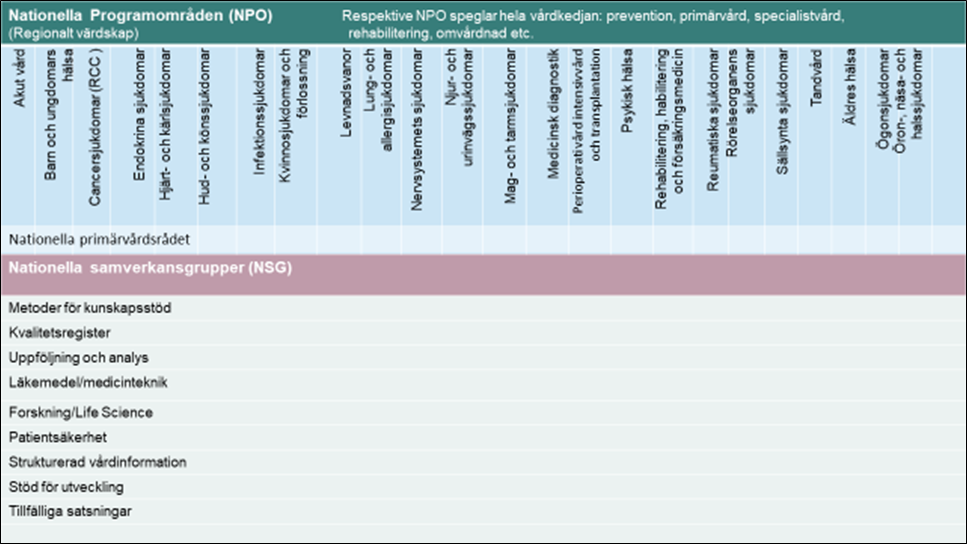 Nationella Programområden (NPO)
(Regionalt värdskap)
Respektive NPO speglar hela vårdkedjan: prevention, primärvård, specialistvård,
rehabilitering, omvårdnad etc.
Akut vård
Barn och ungdomars
hälsa
Cancersjukdomar (RCC )
Endokrina sjukdomar
Hjärt- och kärlsjukdomar
Hud- och könssjukdomar
Infektionssjukdomar
Kvinnosjukdomar och
förlossning
Levnadsvanor
Lung- och
allergisjukdomar
Nervsystemets sjukdomar
Njur- och
urinvägssjukdomar
Mag- och tarmsjukdomar
Medicinsk diagnostik
Perioperativ vård intensivvård
och transplantation
Psykisk hälsa
Rehabilitering, habilitering
och försäkringsmedicin
Reumatiska sjukdomar
Rörelseorganens
sjukdomar
Sällsynta sjukdomar
Tandvård
Äldres hälsa
Ögonsjukdomar
Öron-, näsa- och
halssjukdomar
Nationella primärvårdsrådet
Nationella samverkansgrupper (NSG)
Metoder för kunskapsstöd
Kvalitetsregister
Uppföljning och analys
Läkemedel/medicinteknik
Forskning/Life Science
Patientsäkerhet
Strukturerad vårdinformation
Stöd för utveckling
Tillfälliga satsningar